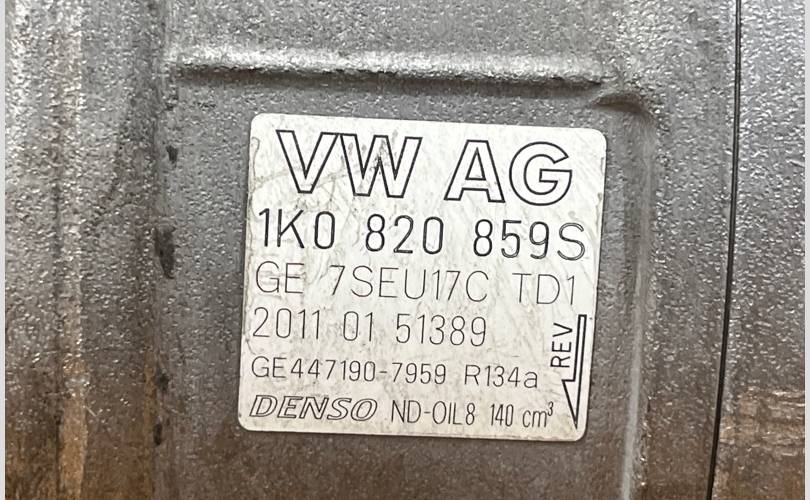 VW AG
1K0 820 859S
GE 7SEU17C TD1
2011 01 51389
REV
GE447190-7959 R134a
DENSO ND-OIL8 140 cm³